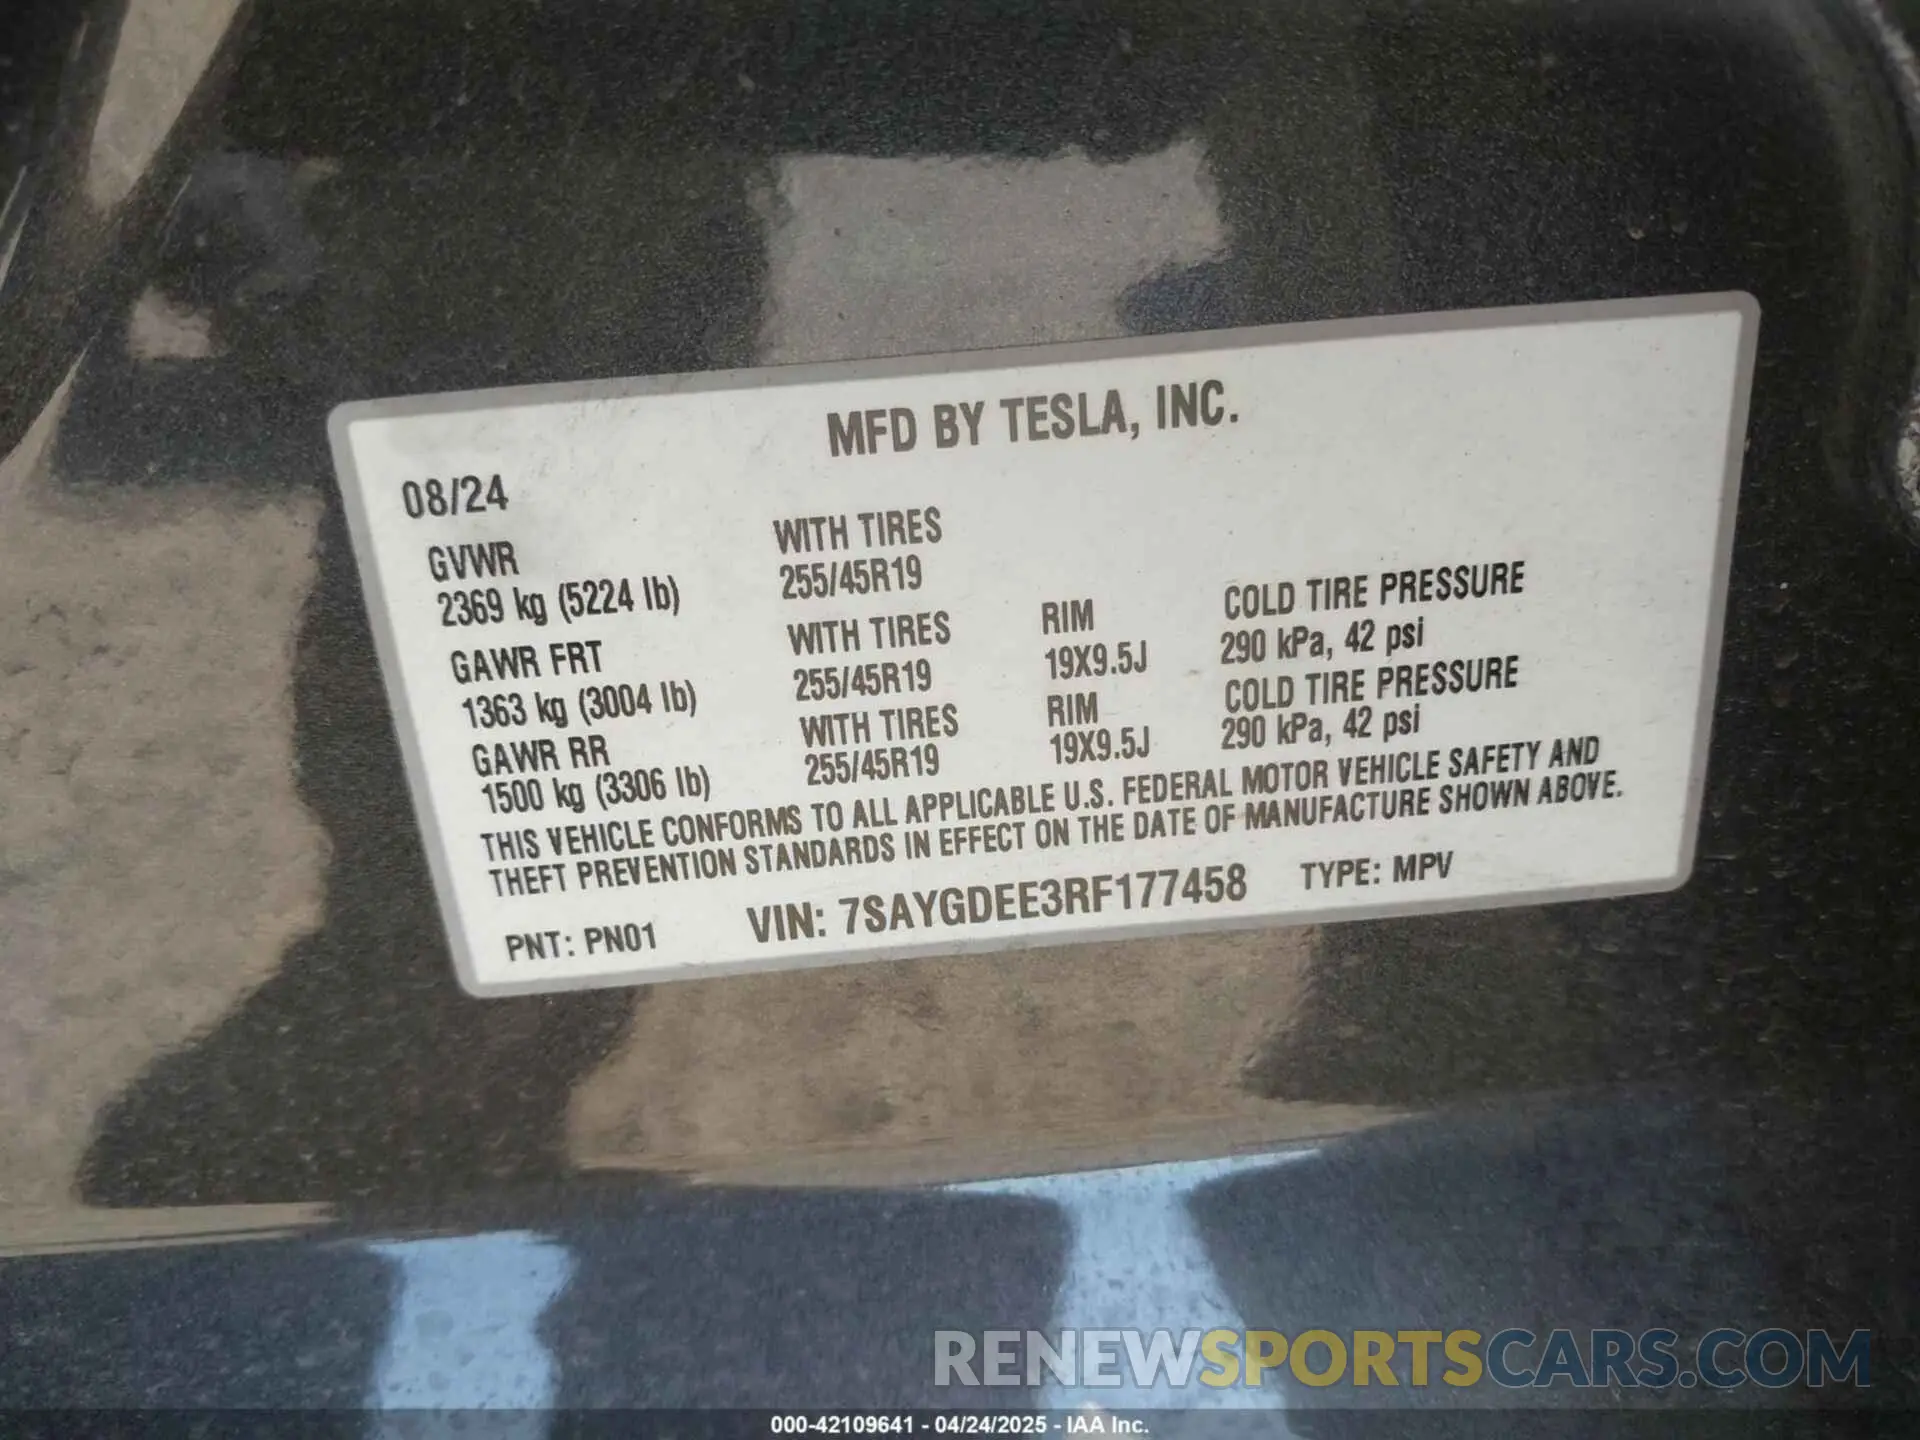 MFD BY TESLA, INC.
08/24
GVWR WITH TIRES
2369 kg (5224 lb) 255/45R19
GAWR FRT WITH TIRES RIM COLD TIRE PRESSURE
1363 kg (3004 lb) 255/45R19 19X9.5J 290 kPa, 42 psi
GAWR RR WITH TIRES RIM COLD TIRE PRESSURE
1500 kg (3306 lb) 255/45R19 19X9.5J 290 kPa, 42 psi
THIS VEHICLE CONFORMS TO ALL APPLICABLE U.S. FEDERAL MOTOR VEHICLE SAFETY AND
THEFT PREVENTION STANDARDS IN EFFECT ON THE DATE OF MANUFACTURE SHOWN ABOVE.
PNT: PN01 VIN: 7SAYGDEE3RF177458 TYPE: MPV
RENEWSPORTSCARS.COM
000-42109641 - 04/24/2025 - IAA Inc.